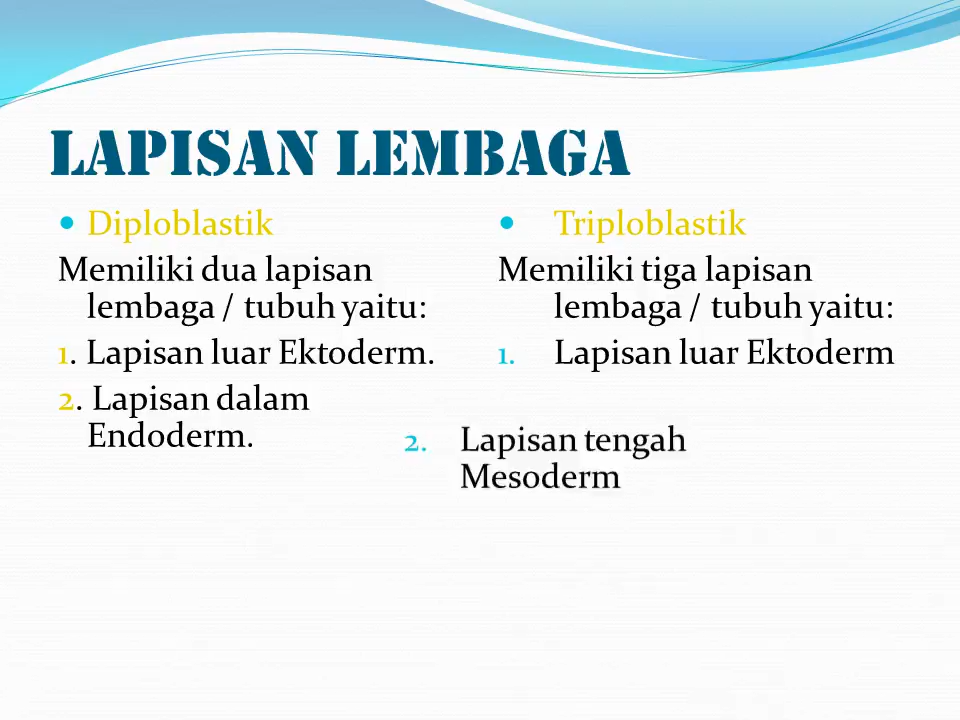 LAPISAN LEMBAGA
• Diploblastik
Memiliki dua lapisan
lembaga / tubuh yaitu:
1. Lapisan luar Ektoderm.
2. Lapisan dalam
Endoderm.
• Triploblastik
Memiliki tiga lapisan
lembaga / tubuh yaitu:
1. Lapisan luar Ektoderm
2. Lapisan tengah
Mesoderm